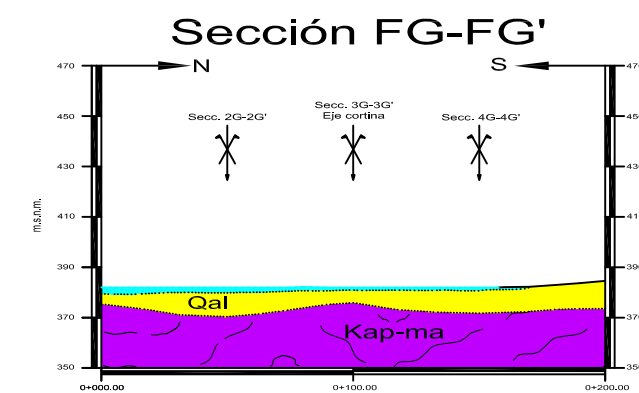 Sección FG-FG'
470 N S 470
Secc. 2G-2G' Secc. 3G-3G' Eje cortina Secc. 4G-4G'
450 450
430 430
m.s.n.m.
410 410
390 390
Qal
370 370
Kap-ma
350 350
0+000.00 0+100.00 0+200.00